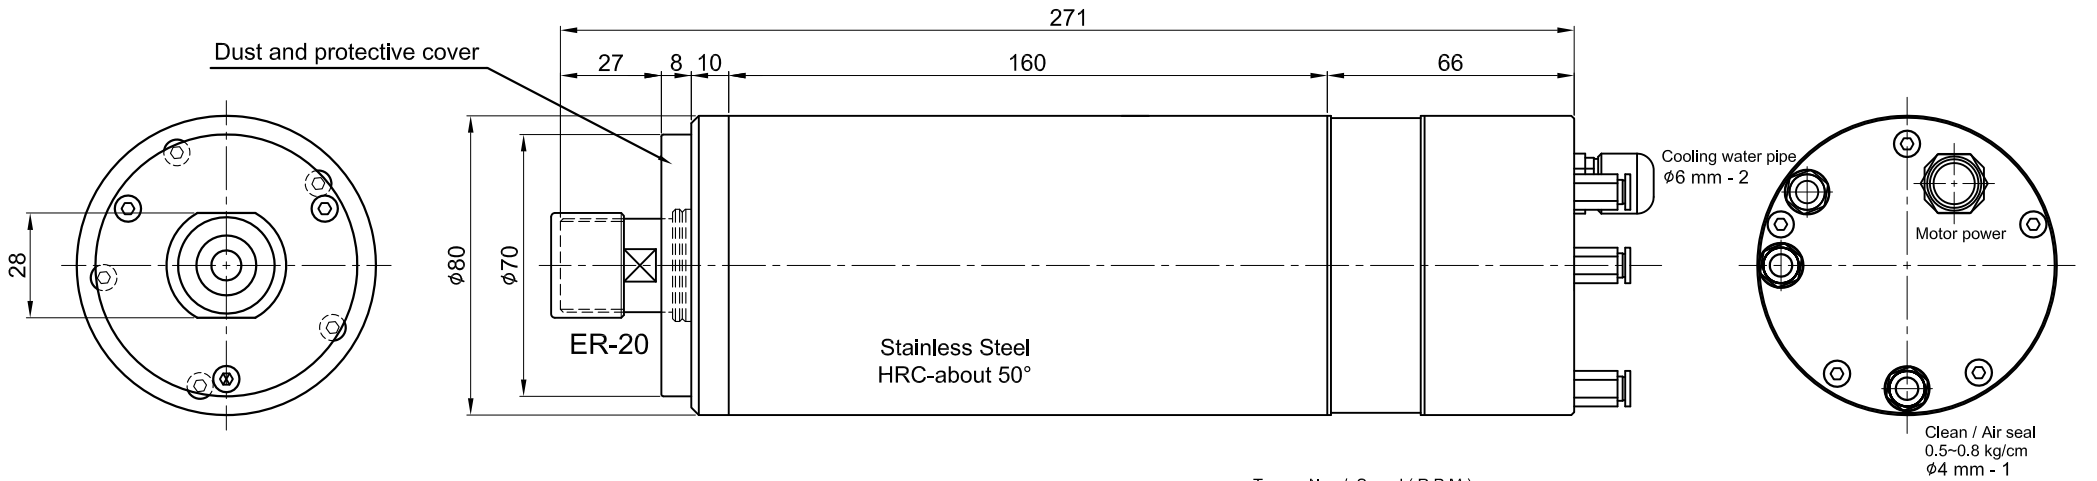 271
Dust and protective cover
27 8 10 160 66
Cooling water pipe
ϕ6 mm - 2
Motor power
28
ϕ80
ϕ70
ER-20
Stainless Steel
HRC-about 50°
Clean / Air seal
0.5~0.8 kg/cm
ϕ4 mm - 1